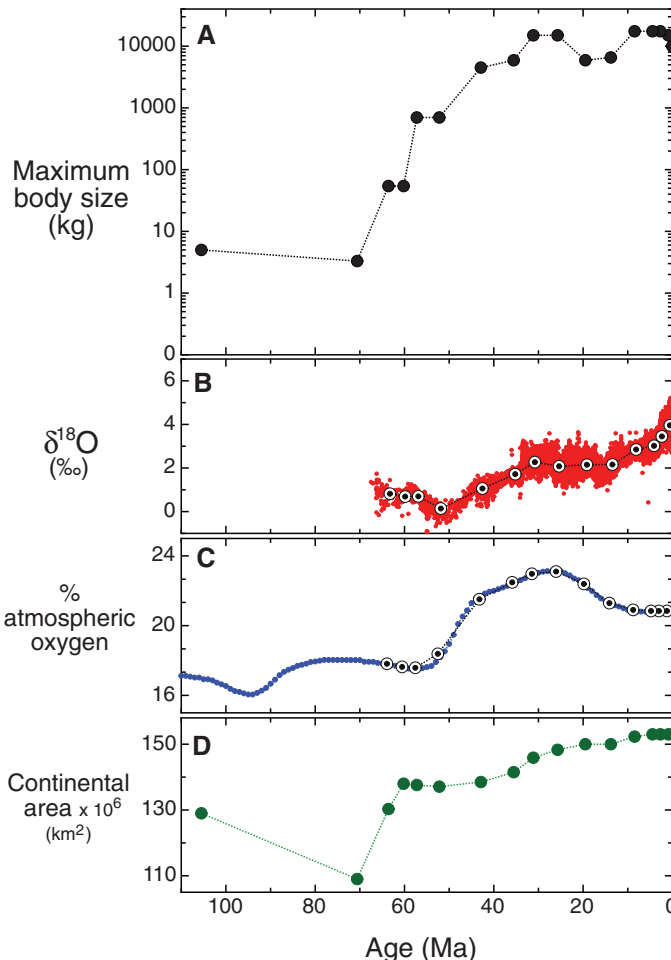 A
10000
1000
100
10
1
0
Maximum
body size
(kg)
B
6
4
2
0
δ¹⁸O
(‰)
C
24
20
16
%
atmospheric
oxygen
D
150
130
110
Continental
area x 10⁶
(km²)
100 80 60 40 20 0
Age (Ma)